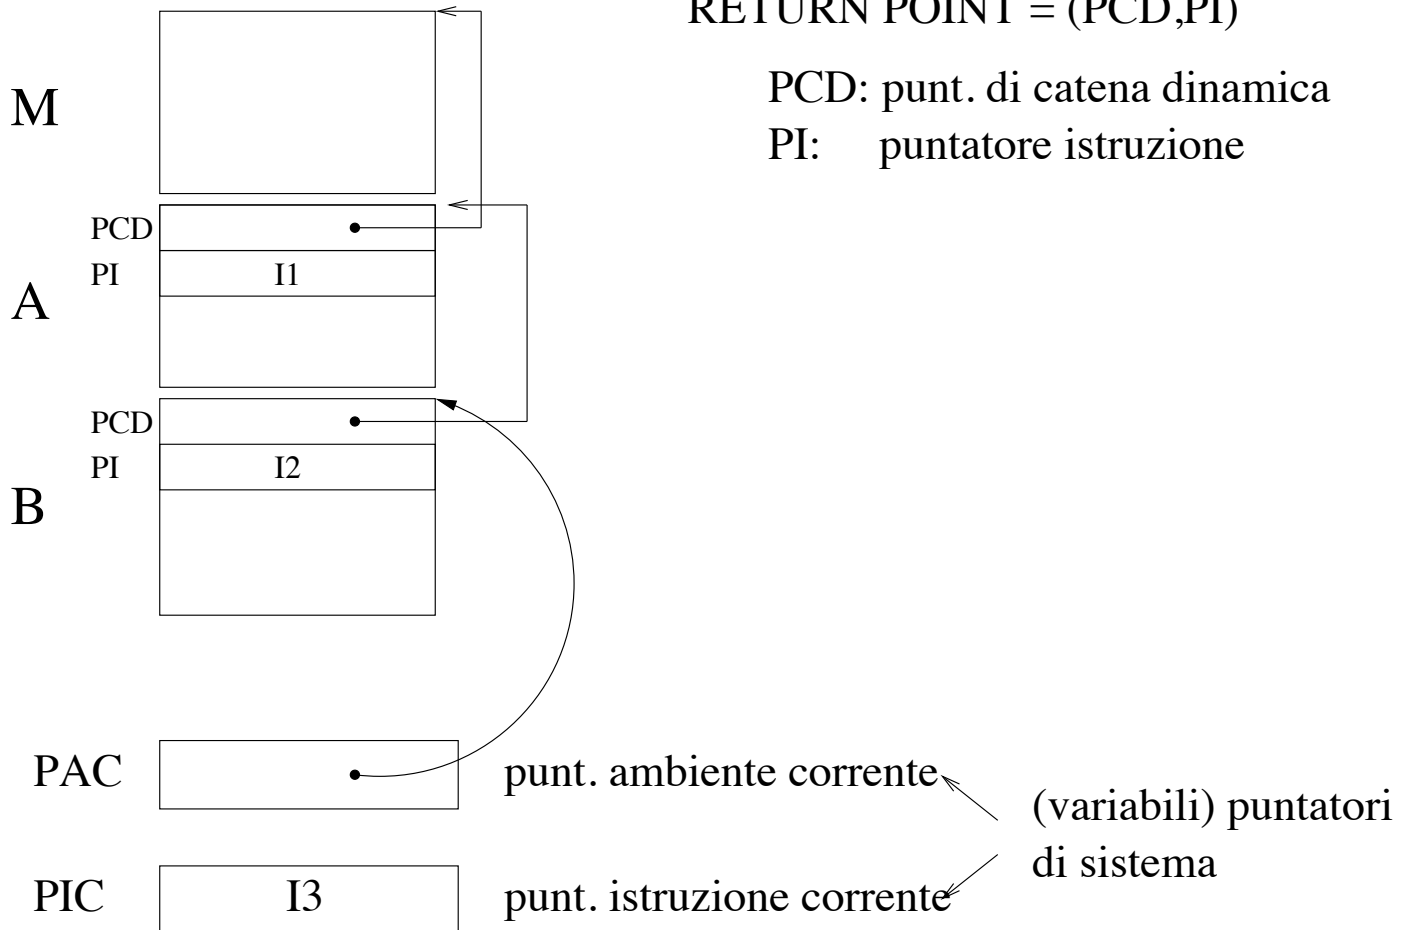 RETURN POINT = (PCD,PI)
PCD: punt. di catena dinamica
PI: puntatore istruzione
M
PCD
PI I1
A
PCD
PI I2
B
PAC punt. ambiente corrente
(variabili) puntatori
di sistema
PIC I3 punt. istruzione corrente